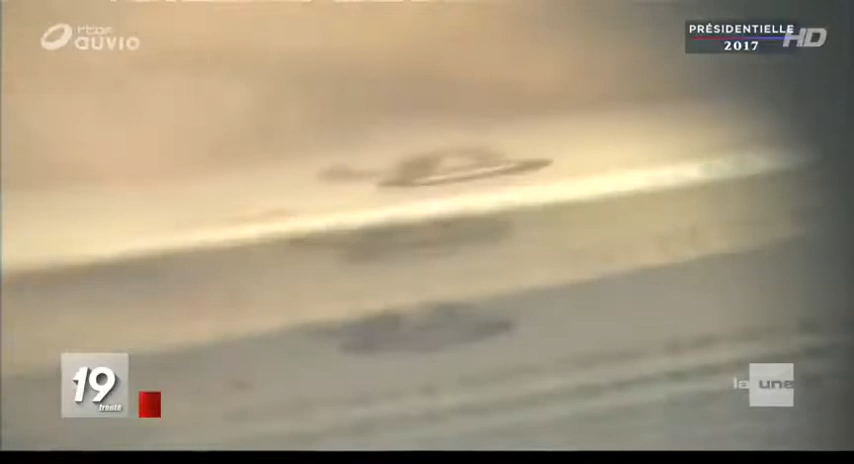 rtbf
auvio
PRÉSIDENTIELLE
2017
HD
19
trente
la une